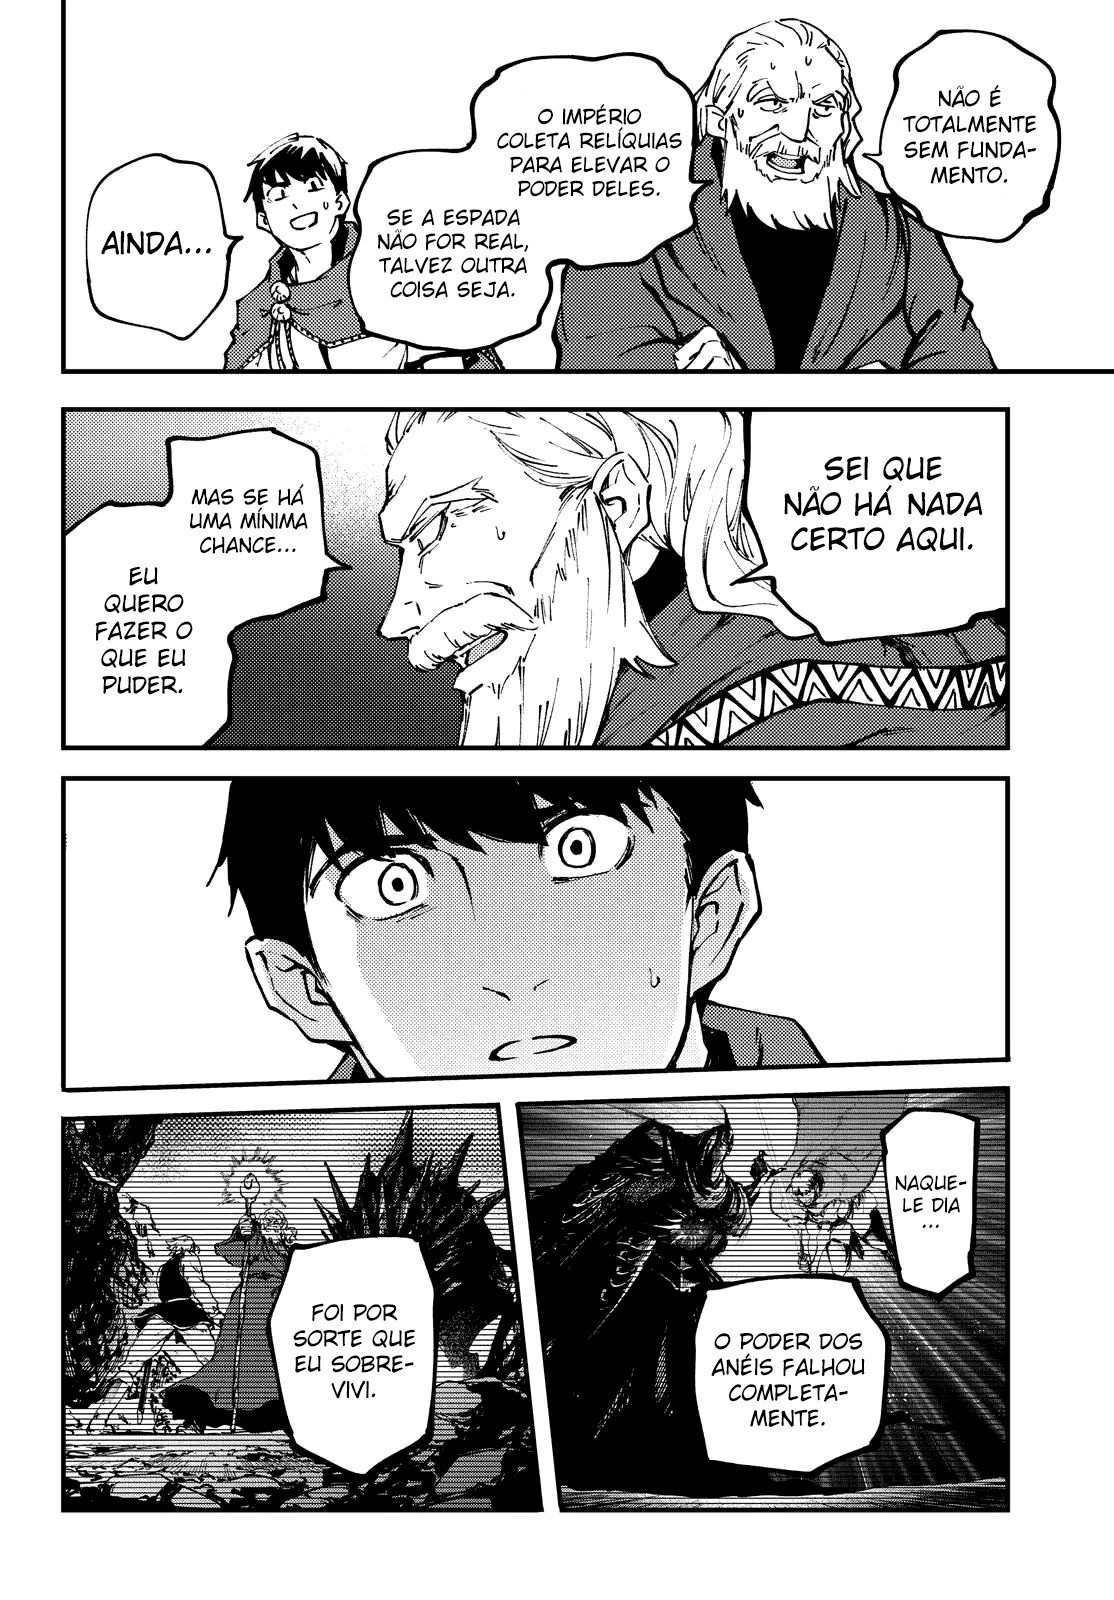 NÃO É
TOTALMENTE
SEM FUNDA-
MENTO.
O IMPÉRIO
COLETA RELÍQUIAS
PARA ELEVAR O
PODER DELES.
SE A ESPADA
NÃO FOR REAL,
TALVEZ OUTRA
COISA SEJA.
AINDA...
SEI QUE
NÃO HÁ NADA
CERTO AQUI.
MAS SE HÁ
UMA MÍNIMA
CHANCE...
EU
QUERO
FAZER O
QUE EU
PUDER.
NAQUE-
LE DIA
...
O PODER DOS
ANÉIS FALHOU
COMPLETA-
MENTE.
FOI POR
SORTE QUE
EU SOBRE-
VIVI.